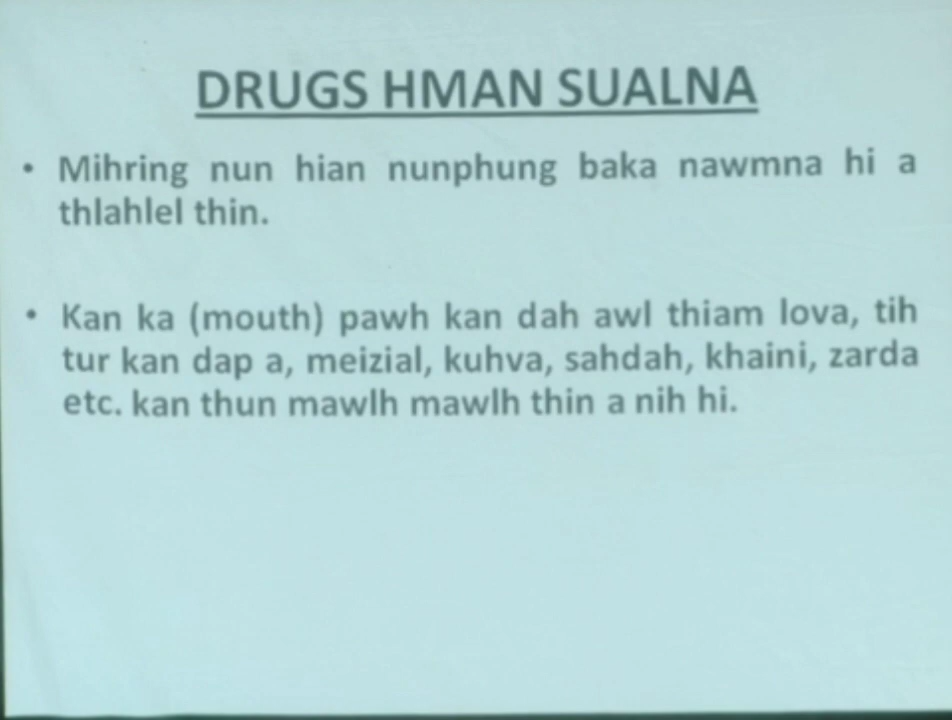 DRUGS HMAN SUALNA
• Mihring nun hian nunphung baka nawmna hi a
thlahlel thin.
• Kan ka (mouth) pawh kan dah awl thiam lova, tih
tur kan dap a, meizial, kuhva, sahdah, khaini, zarda
etc. kan thun mawlh mawlh thin a nih hi.